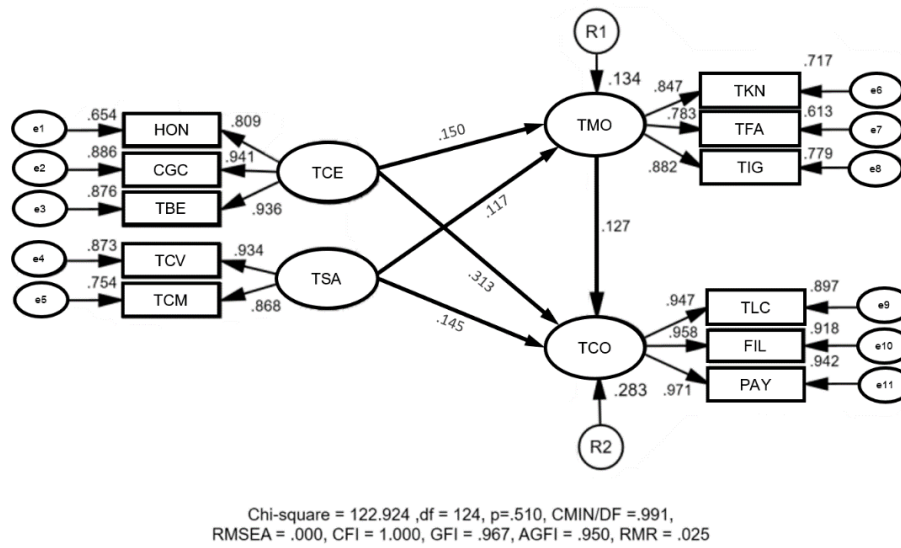 R1
.134
.717
.847
TKN
e6
TMO
.783
.613
TFA
e7
.882
TIG
.779
e8
e1
.654
HON
.809
.150
e2
.886
CGC
.941
TCE
e3
.876
TBE
.936
.117
.127
e4
.873
TCV
.934
TSA
.313
e5
.754
TCM
.868
.145
.947
TLC
.897
e9
TCO
.958
FIL
.918
e10
.942
.971
PAY
e11
.283
R2
Chi-square = 122.924 ,df = 124, p=.510, CMIN/DF =.991,
RMSEA = .000, CFI = 1.000, GFI = .967, AGFI = .950, RMR = .025